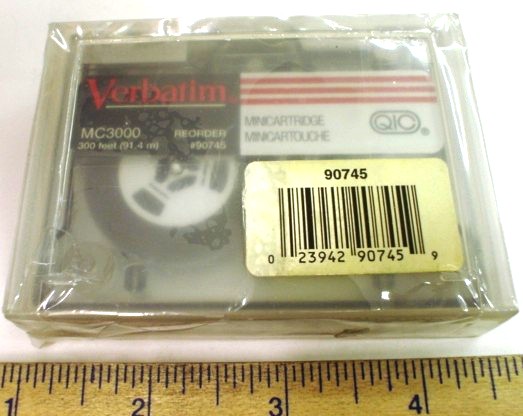 Verbatim
MC3000 REORDER
300 feet (91.4 m) #90745
MINICARTRIDGE
MINICARTOUCHE
QIC®
90745
0 23942 90745 9
1 2 3 4